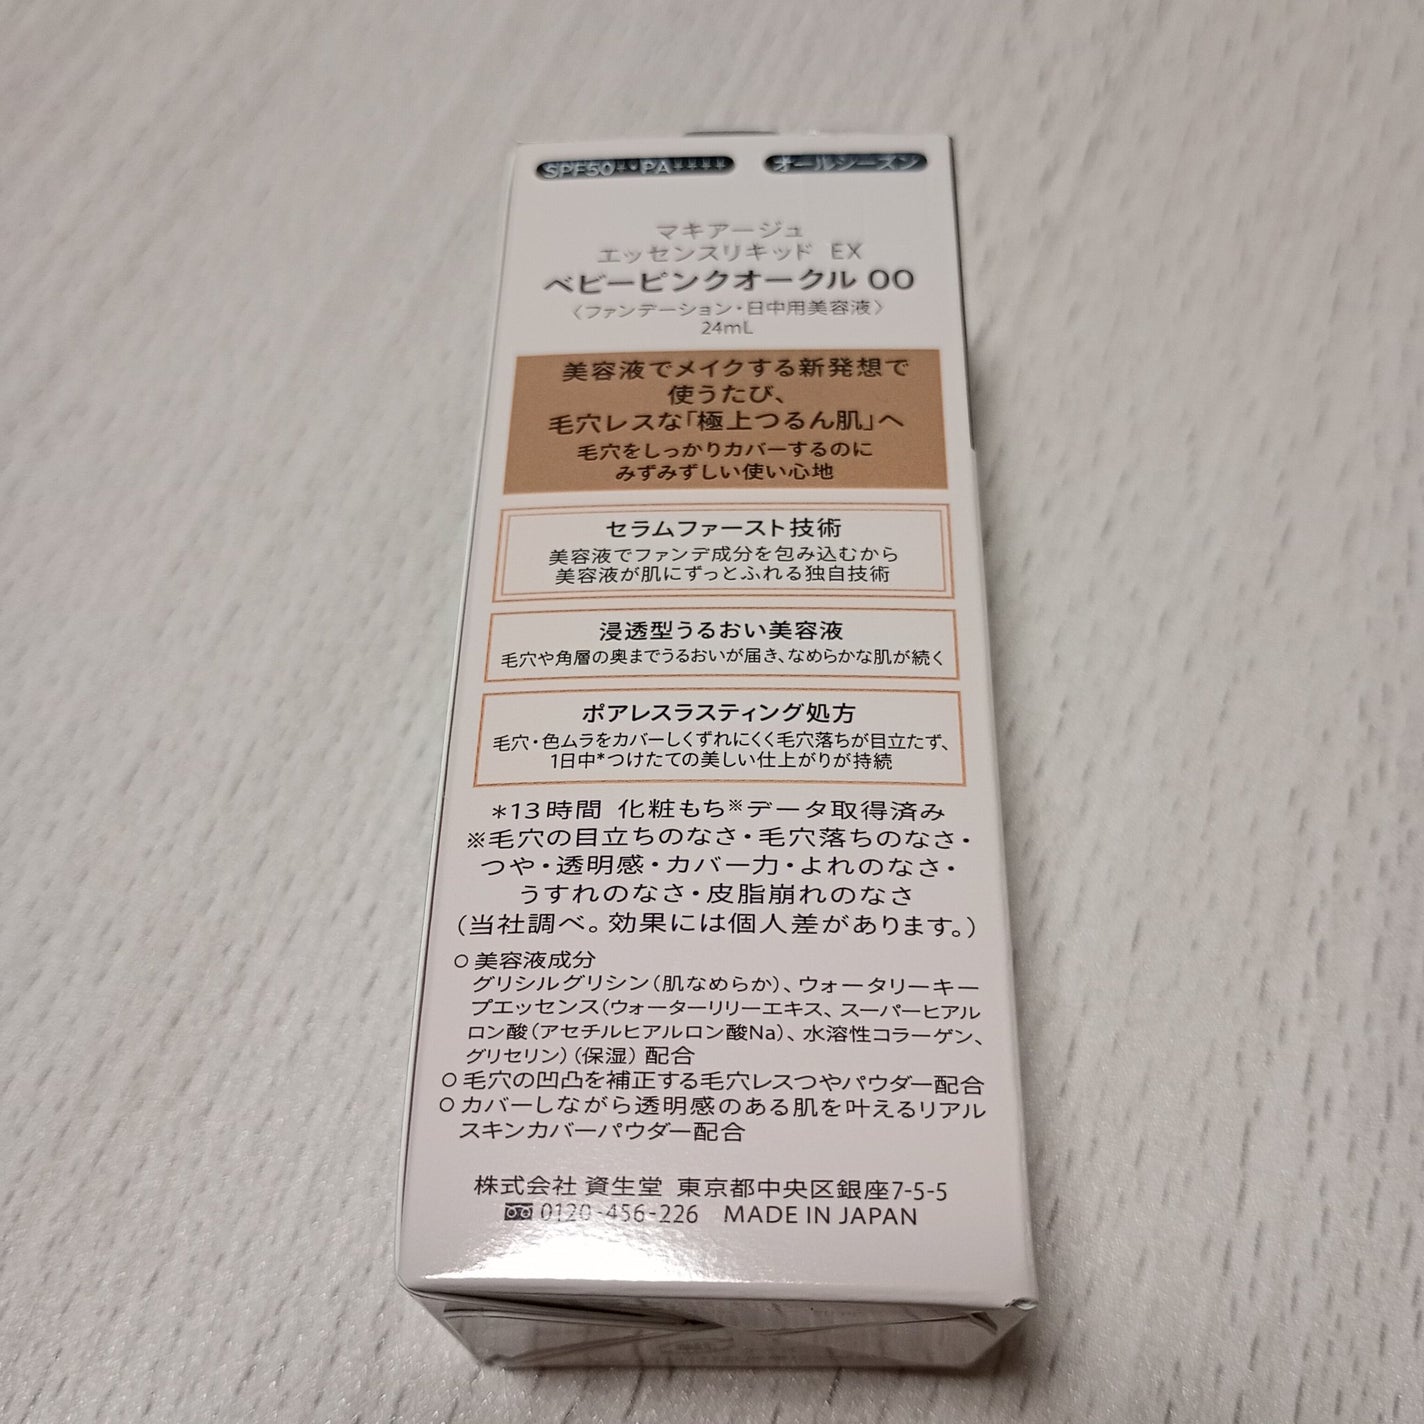 SPF50+・PA++++ オールシーズン
マキアージュ
エッセンスリキッド EX
ベビーピンクオークル 00
〈ファンデーション・日中用美容液〉
24mL
美容液でメイクする新発想で
使うたび、
毛穴レスな「極上つるん肌」へ
毛穴をしっかりカバーするのに
みずみずしい使い心地
セラムファースト技術
美容液でファンデ成分を包み込むから
美容液が肌にずっとふれる独自技術
浸透型うるおい美容液
毛穴や角層の奥までうるおいが届き、なめらかな肌が続く
ポアレスラスティング処方
毛穴・色ムラをカバーしくずれにくく毛穴落ちが目立たず、
1日中*つけたての美しい仕上がりが持続
*13時間 化粧もち※データ取得済み
※毛穴の目立ちのなさ・毛穴落ちのなさ・
つや・透明感・カバー力・よれのなさ・
うすれのなさ・皮脂崩れのなさ
(当社調べ。効果には個人差があります。)
○美容液成分
グリシルグリシン(肌なめらか)、ウォータリーキー
プエッセンス(ウォーターリリーエキス、スーパーヒアル
ロン酸(アセチルヒアルロン酸Na)、水溶性コラーゲン、
グリセリン)(保湿)配合
○毛穴の凹凸を補正する毛穴レスつやパウダー配合
○カバーしながら透明感のある肌を叶えるリアル
スキンカバーパウダー配合
株式会社 資生堂 東京都中央区銀座7-5-5
0120-456-226 MADE IN JAPAN